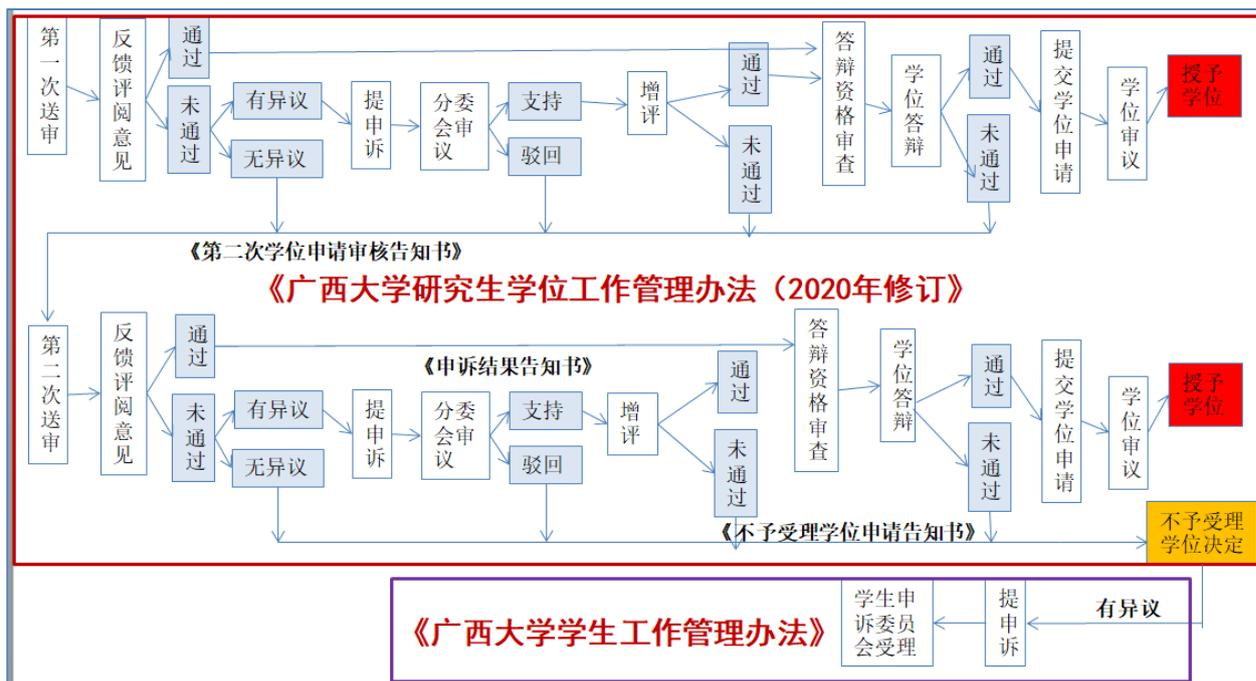 第一次送审
反馈评阅意见
通过
未通过
有异议
无异议
提申诉
分委会审议
支持
驳回
增评
通过
未通过
答辩资格审查
学位答辩
通过
未通过
提交学位申请
学位审议
授予
学位
《第二次学位申请审核告知书》
《广西大学研究生学位工作管理办法（2020年修订》
第二次送审
反馈评阅意见
通过
未通过
有异议
无异议
《申诉结果告知书》
提申诉
分委会审议
支持
驳回
增评
通过
未通过
答辩资格审查
学位答辩
通过
未通过
提交学位申请
学位审议
授予
学位
《不予受理学位申请告知书》
不予受理
学位决定
《广西大学学生工作管理办法》
学生申
诉委员
会受理
提申诉
有异议